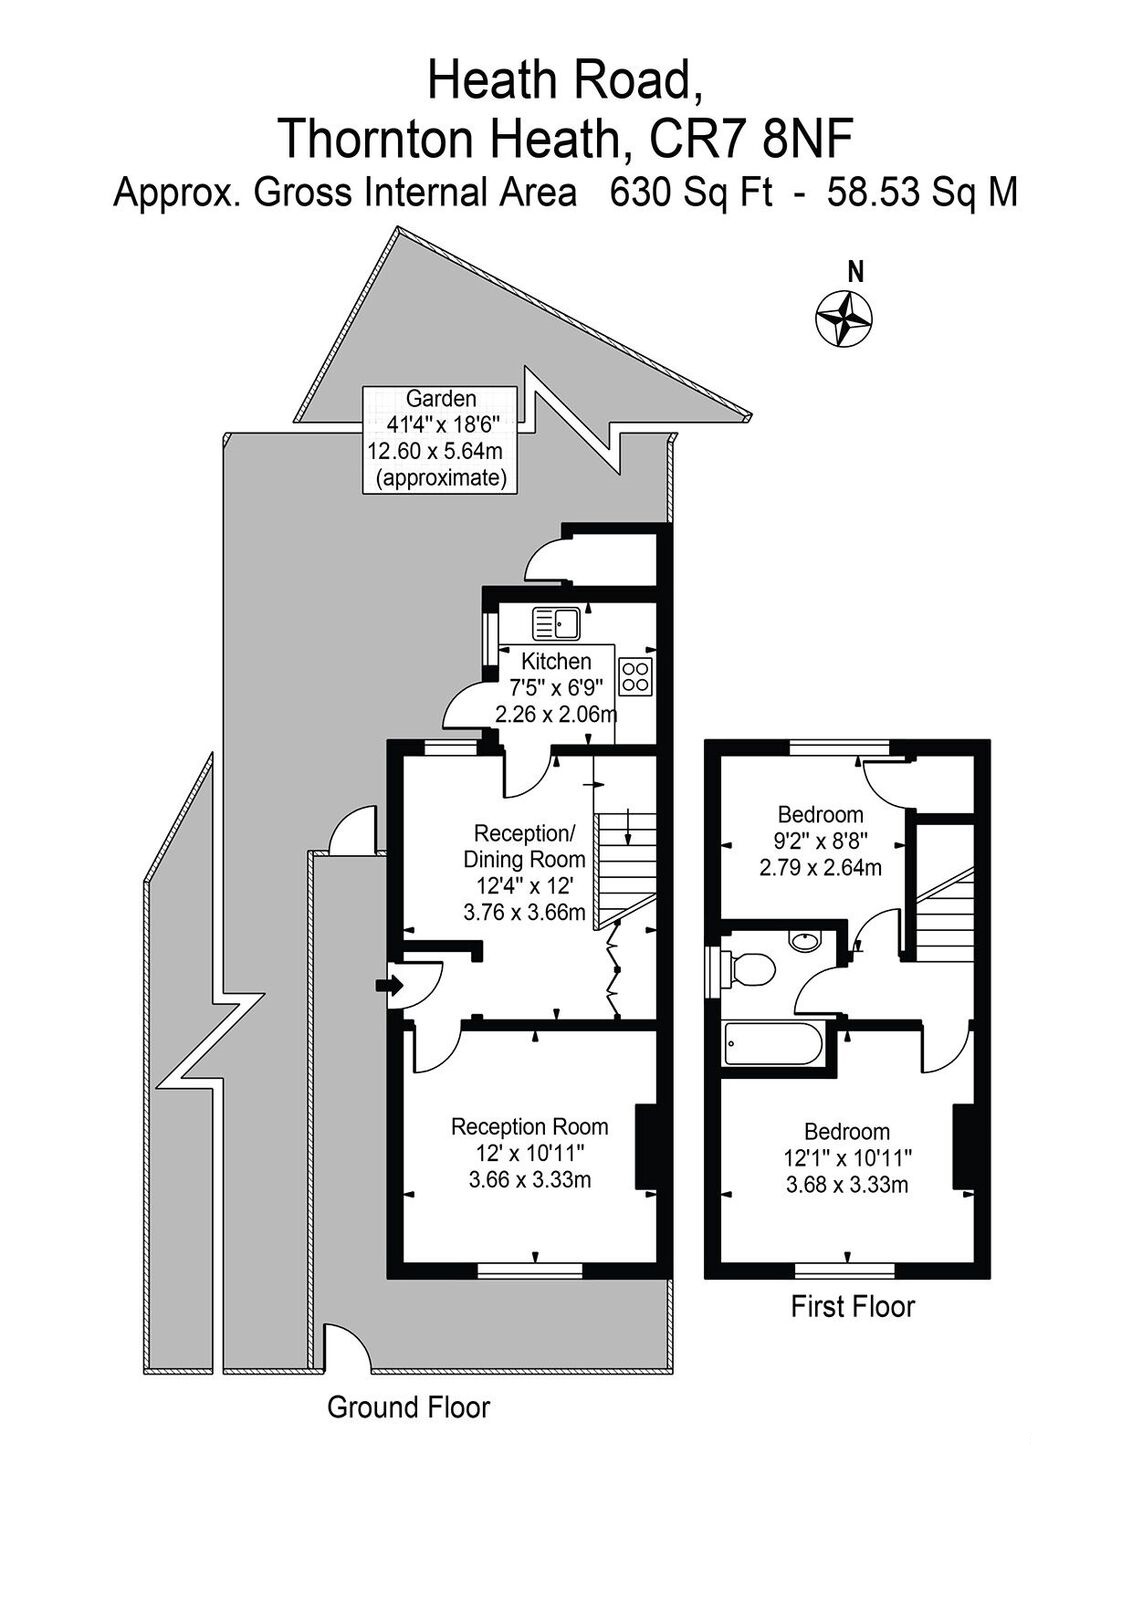 Heath Road,
Thornton Heath, CR7 8NF
Approx. Gross Internal Area 630 Sq Ft - 58.53 Sq M
N
Garden
41'4" x 18'6"
12.60 x 5.64m
(approximate)
Kitchen
7'5" x 6'9"
2.26 x 2.06m
Reception/
Dining Room
12'4" x 12'
3.76 x 3.66m
Reception Room
12' x 10'11"
3.66 x 3.33m
Ground Floor
Bedroom
9'2" x 8'8"
2.79 x 2.64m
Bedroom
12'1" x 10'11"
3.68 x 3.33m
First Floor